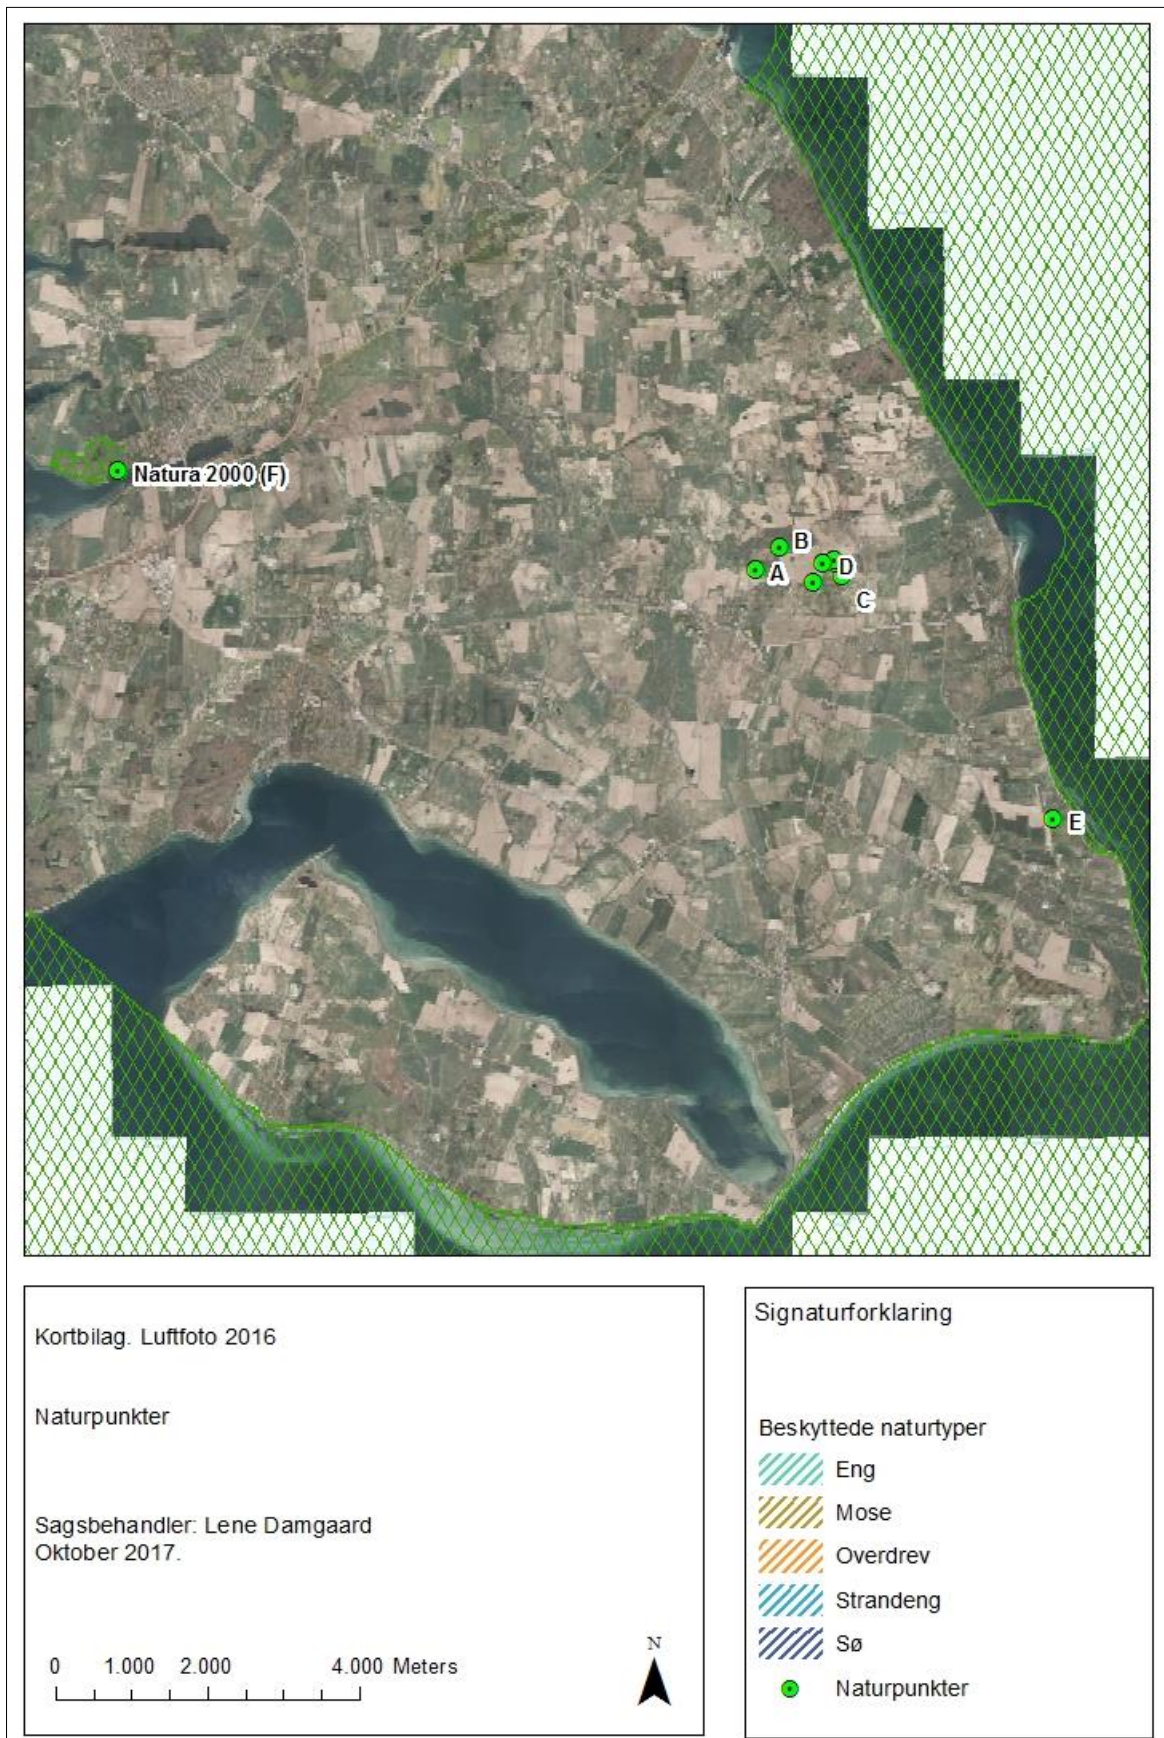 Natura 2000 (F)
B
A
D
C
E
Kortbilag. Luftfoto 2016
Naturpunkter
Sagsbehandler: Lene Damgaard
Oktober 2017.
0 1.000 2.000 4.000 Meters
N
Signaturforklaring
Beskyttede naturtyper
Eng
Mose
Overdrev
Strandeng
Sø
Naturpunkter